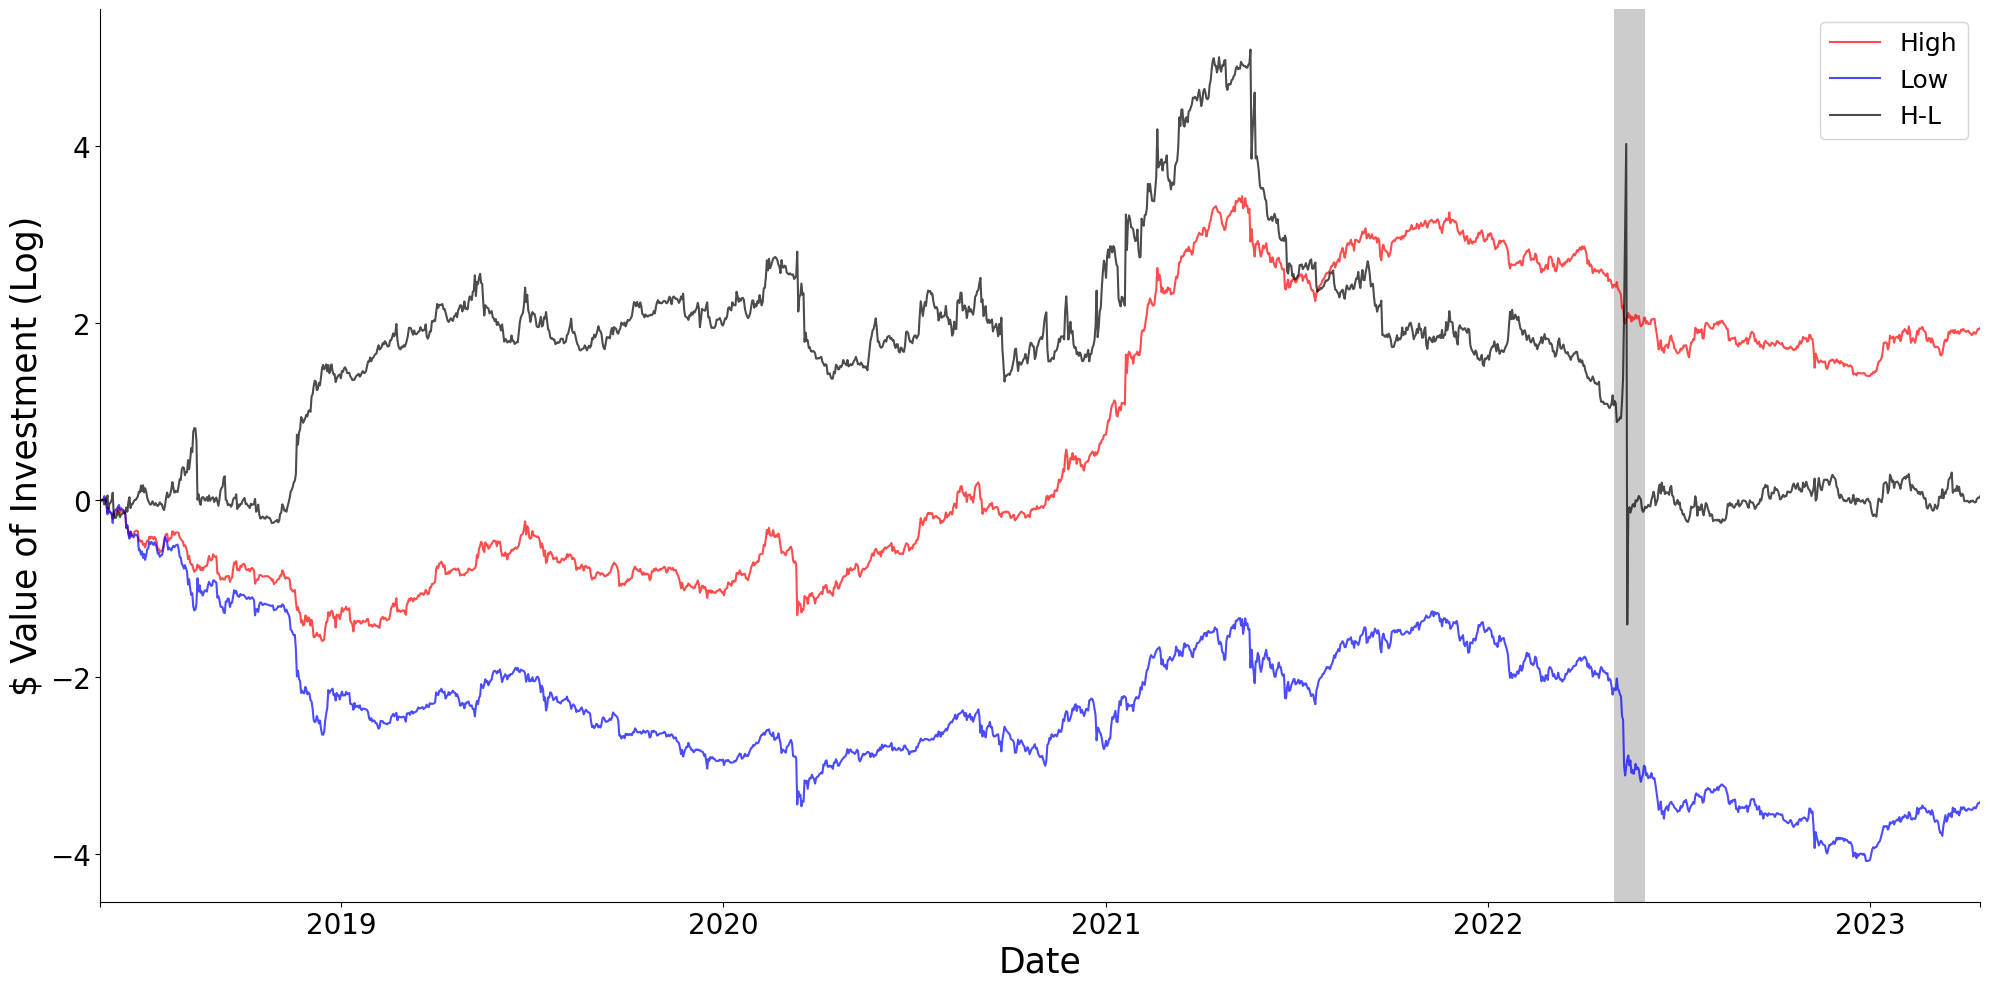 $ Value of Investment (Log)
4
2
0
−2
−4
High
Low
H-L
2019
2020
2021
2022
2023
Date